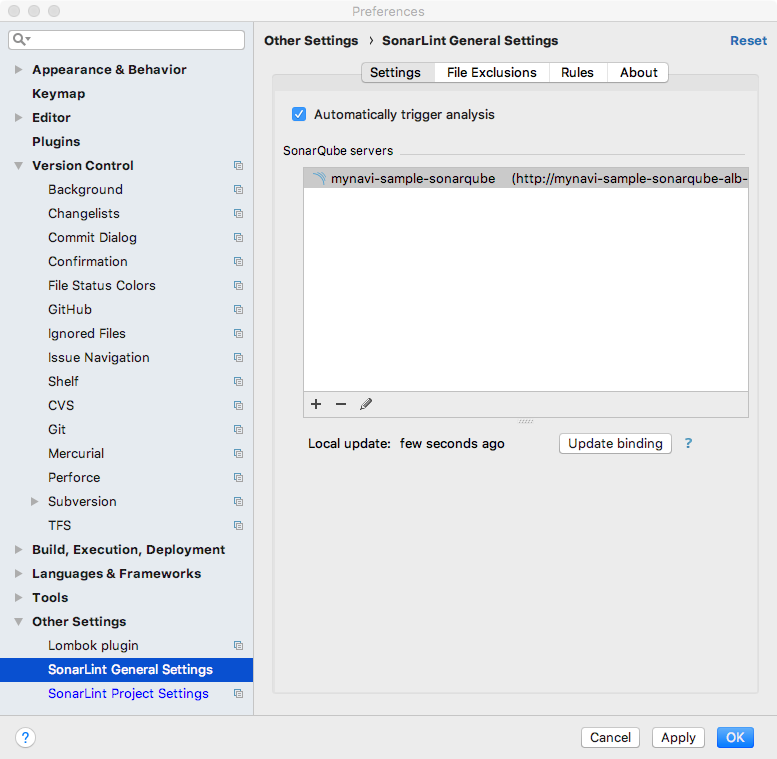 Preferences
Other Settings › SonarLint General Settings
Reset
Settings
File Exclusions
Rules
About
Appearance & Behavior
Keymap
Editor
Plugins
Version Control
Background
Changelists
Commit Dialog
Confirmation
File Status Colors
GitHub
Ignored Files
Issue Navigation
Shelf
CVS
Git
Mercurial
Perforce
Subversion
TFS
Build, Execution, Deployment
Languages & Frameworks
Tools
Other Settings
Lombok plugin
SonarLint General Settings
SonarLint Project Settings
Automatically trigger analysis
SonarQube servers
mynavi-sample-sonarqube (http://mynavi-sample-sonarqube-alb-
Local update: few seconds ago
Update binding
?
?
Cancel
Apply
OK